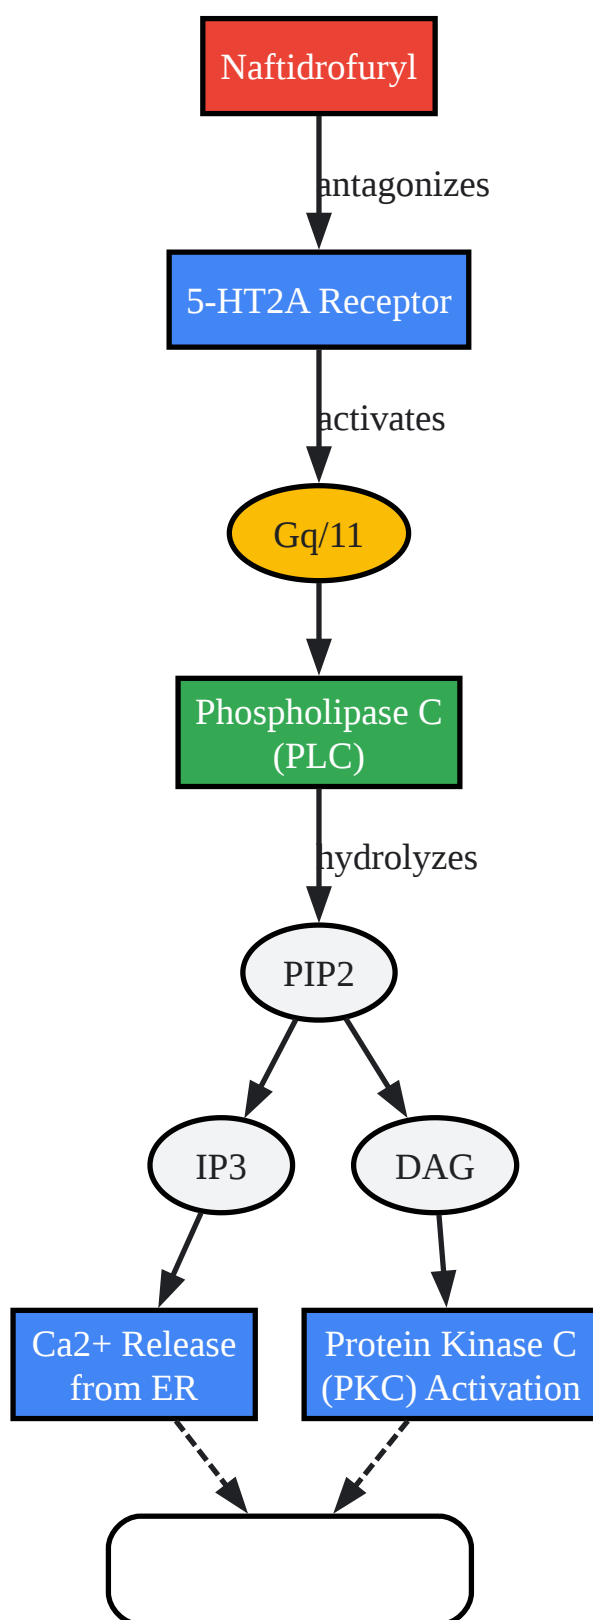 Naftidrofuryl
antagonizes
5-HT2A Receptor
activates
Gq/11
Phospholipase C
(PLC)
hydrolyzes
PIP2
IP3
DAG
Ca2+ Release
from ER
Protein Kinase C
(PKC) Activation